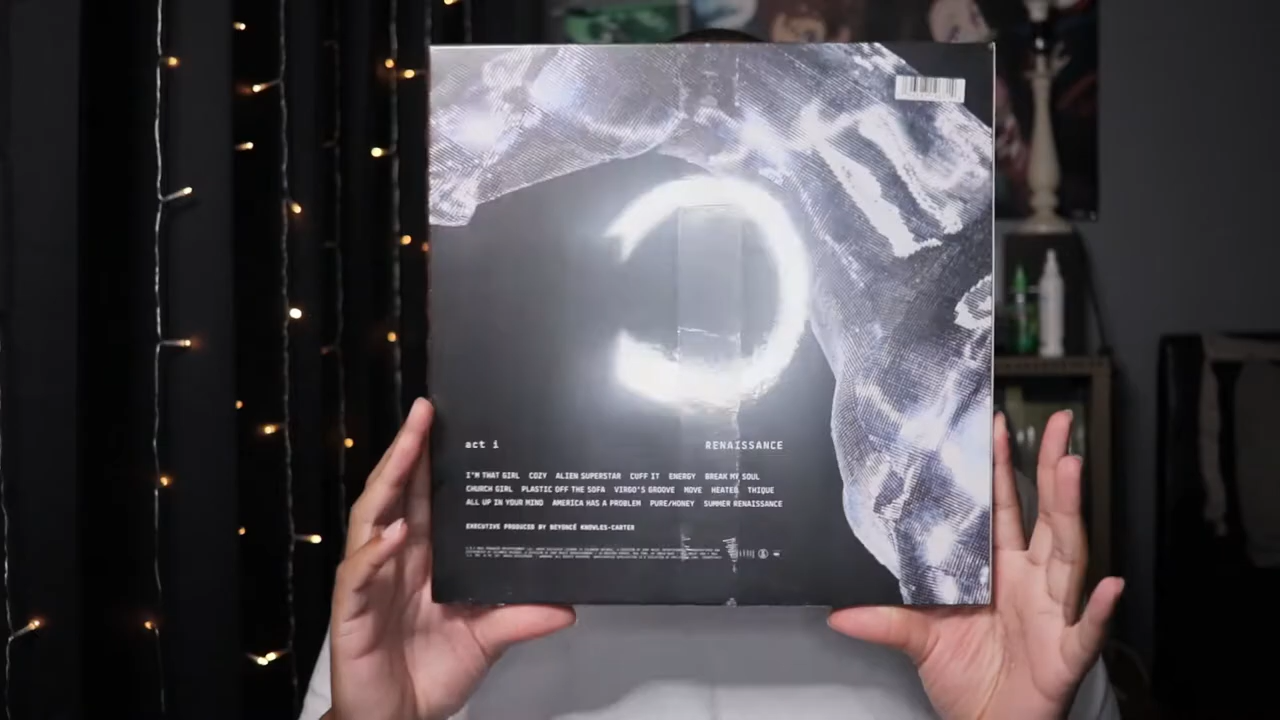 act i RENAISSANCE
I'M THAT GIRL COZY ALIEN SUPERSTAR CUFF IT ENERGY BREAK MY SOUL
CHURCH GIRL PLASTIC OFF THE SOFA VIRGO'S GROOVE MOVE HEATED THIQUE
ALL UP IN YOUR MIND AMERICA HAS A PROBLEM PURE/HONEY SUMMER RENAISSANCE
EXECUTIVE PRODUCED BY BEYONCÉ KNOWLES-CARTER